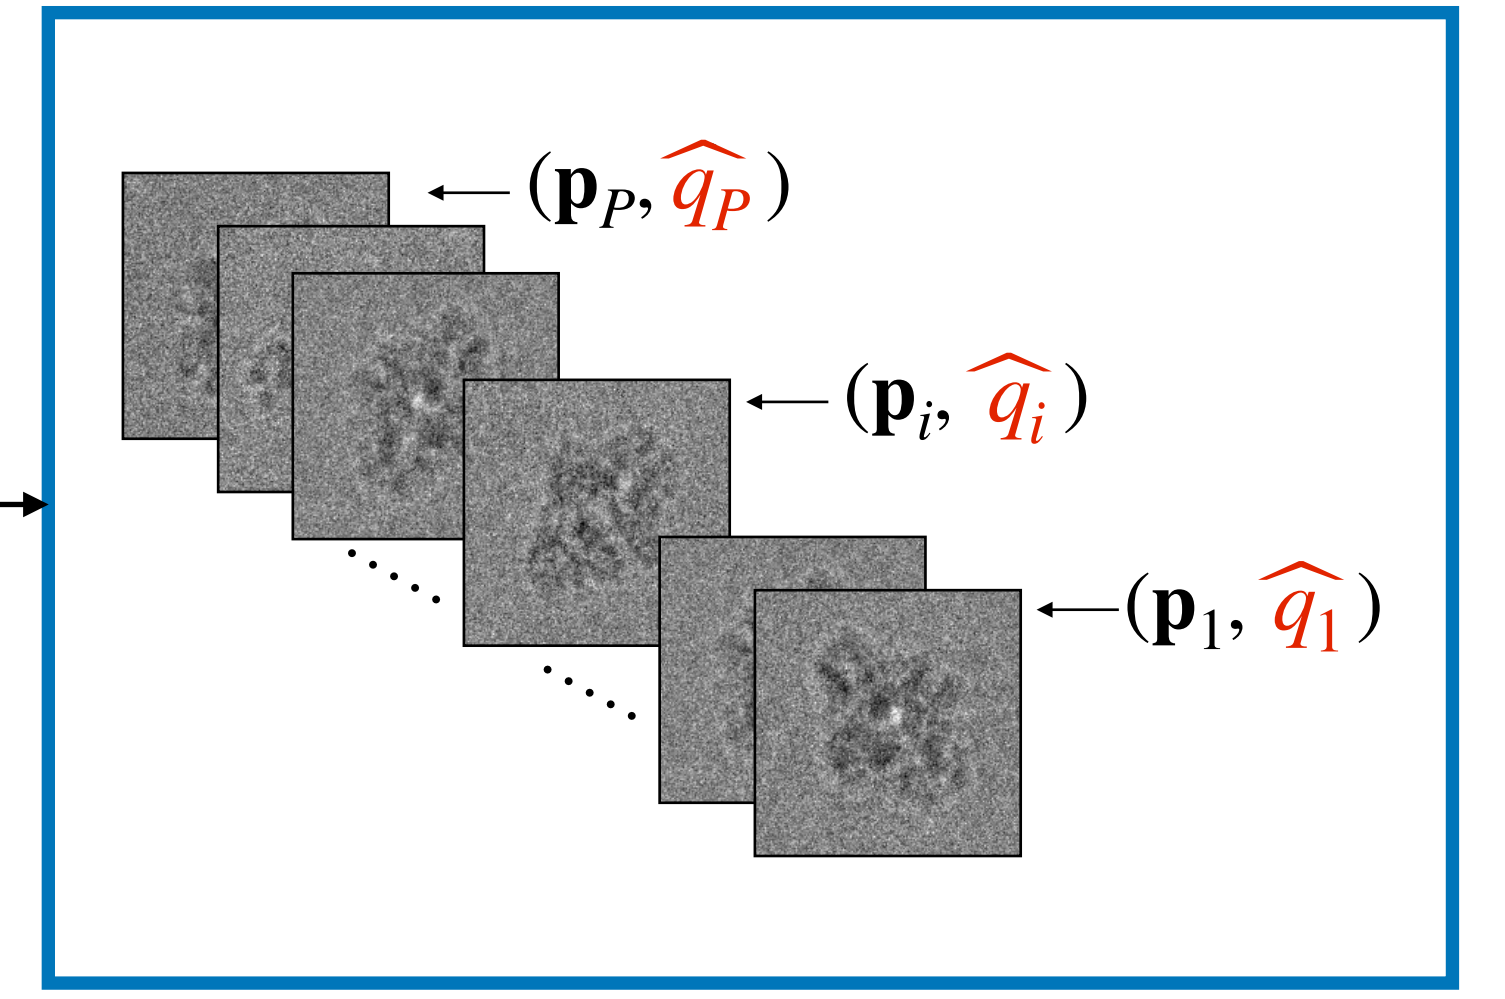 (𝐩_P, \widehat{q_P})
(𝐩_i, \widehat{q_i})
(𝐩_1, \widehat{q_1})